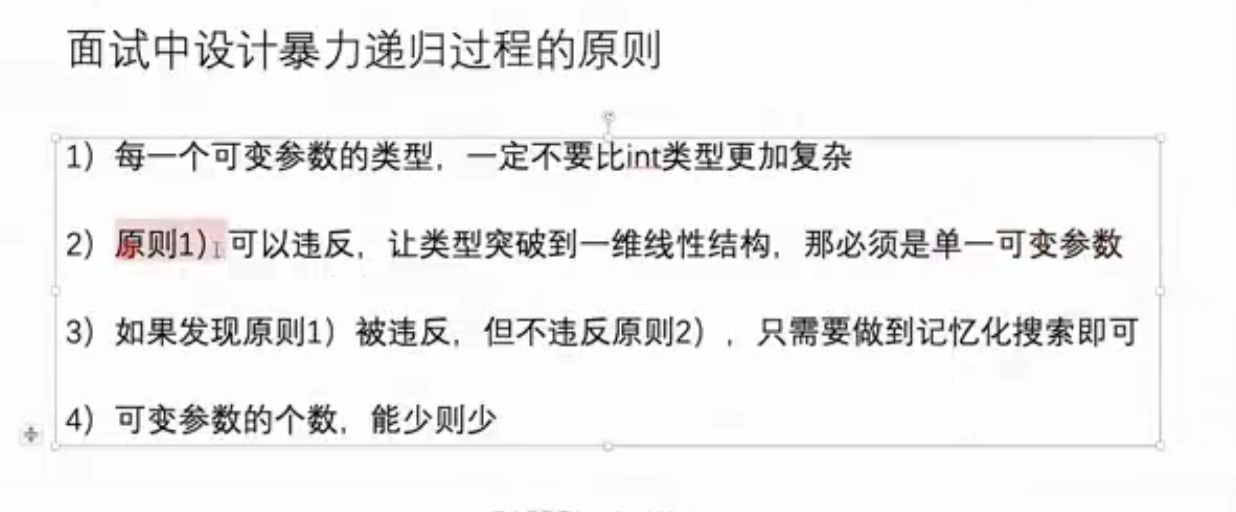 面试中设计暴力递归过程的原则
1）每一个可变参数的类型，一定不要比int类型更加复杂
2）原则1）可以违反，让类型突破到一维线性结构，那必须是单一可变参数
3）如果发现原则1）被违反，但不违反原则2），只需要做到记忆化搜索即可
4）可变参数的个数，能少则少